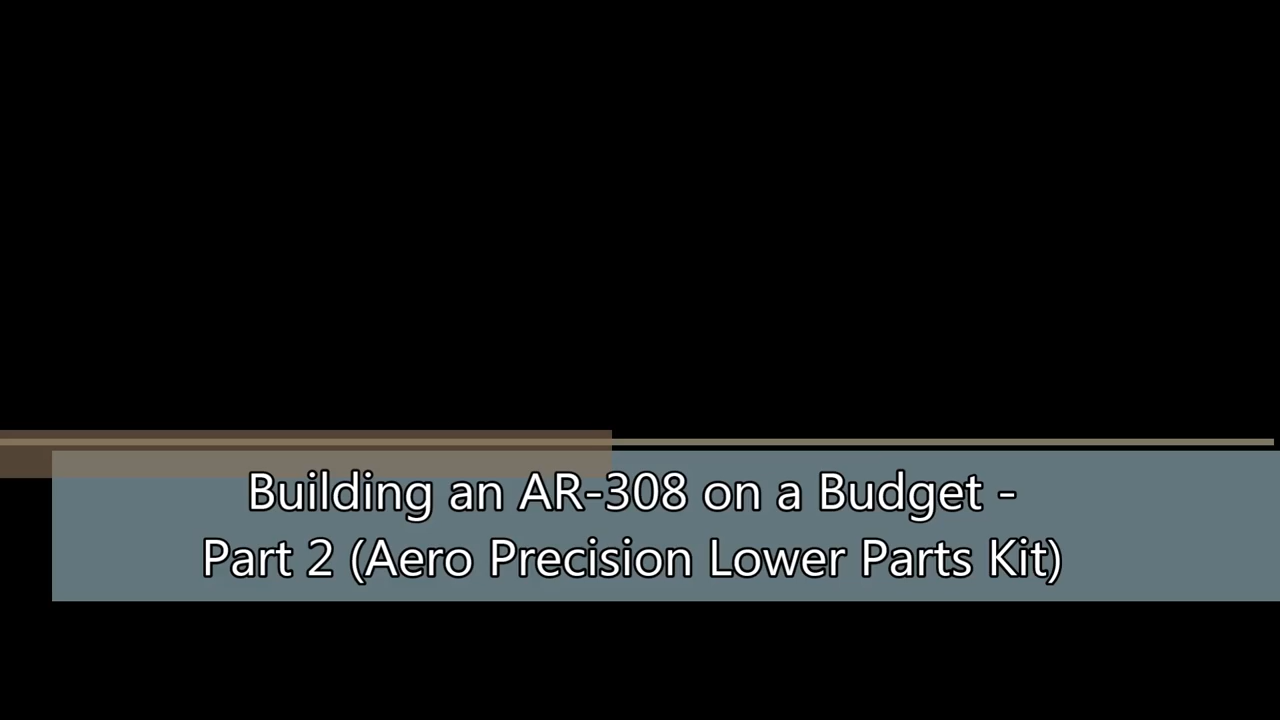 Building an AR-308 on a Budget -
Part 2 (Aero Precision Lower Parts Kit)